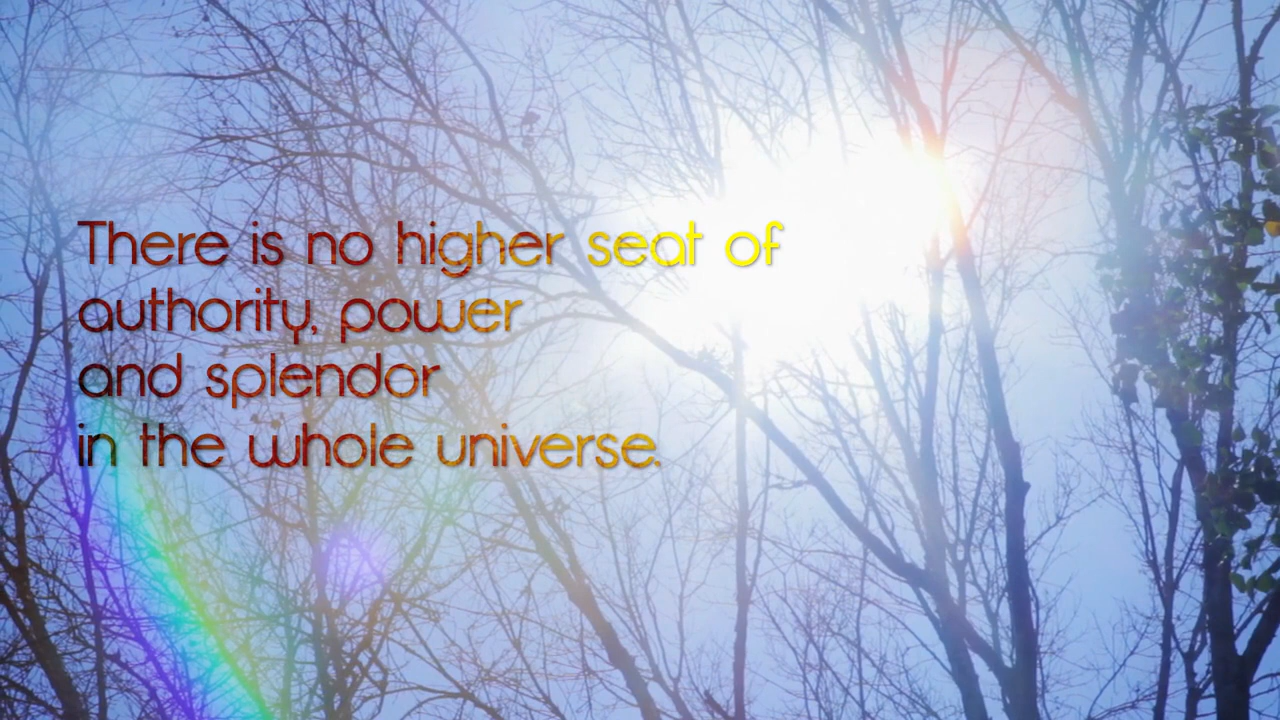 There is no higher seat of
authority, power
and splendor
in the whole universe.